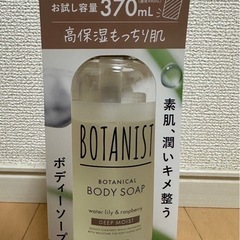 お試し容量 370mL
高保湿もっちり肌
素肌、潤いキメ整う
ボディーソープ
BOTANIST
BOTANICAL
BODY SOAP
water lily & raspberry
DEEP MOIST